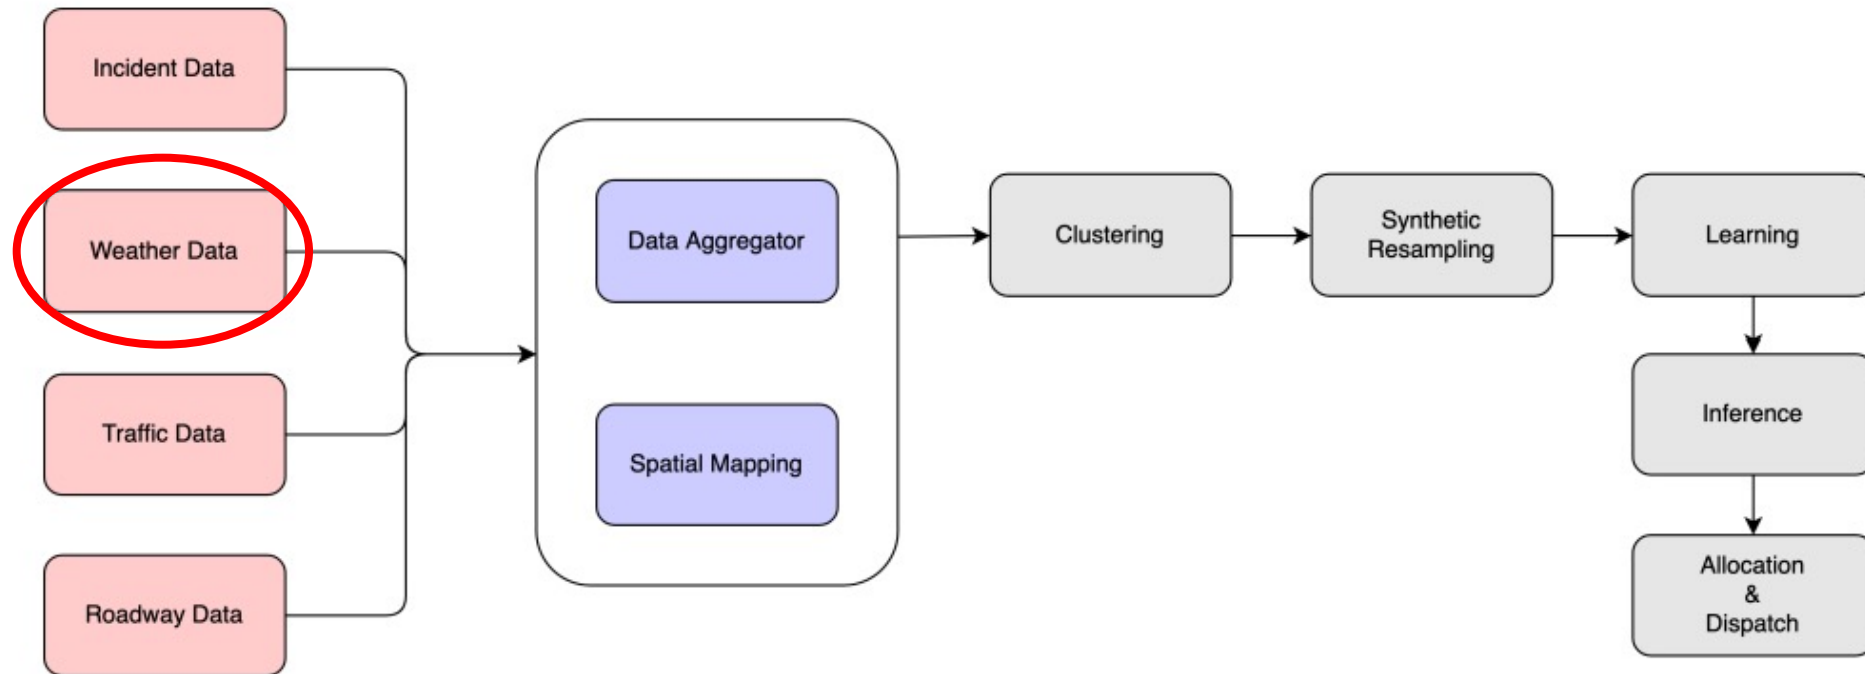 Incident Data
Weather Data
Traffic Data
Roadway Data
Data Aggregator
Spatial Mapping
Clustering
Synthetic
Resampling
Learning
Inference
Allocation
&
Dispatch